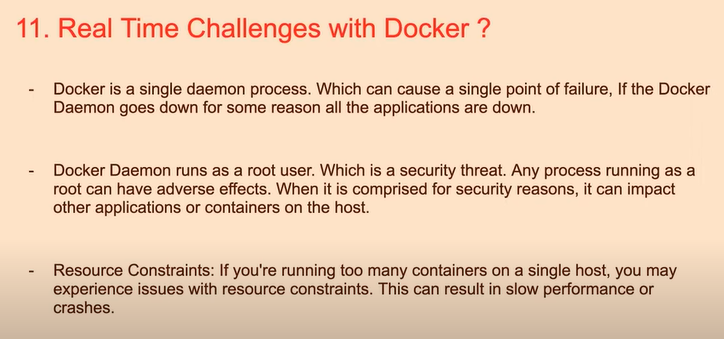 11. Real Time Challenges with Docker ?
- Docker is a single daemon process. Which can cause a single point of failure, If the Docker
Daemon goes down for some reason all the applications are down.
- Docker Daemon runs as a root user. Which is a security threat. Any process running as a
root can have adverse effects. When it is comprised for security reasons, it can impact
other applications or containers on the host.
- Resource Constraints: If you're running too many containers on a single host, you may
experience issues with resource constraints. This can result in slow performance or
crashes.